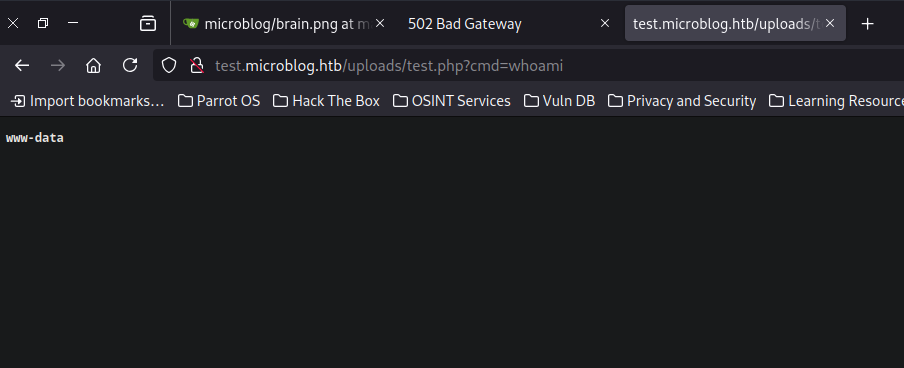 microblog/brain.png at m
502 Bad Gateway
test.microblog.htb/uploads/t
test.microblog.htb/uploads/test.php?cmd=whoami
Import bookmarks…
Parrot OS
Hack The Box
OSINT Services
Vuln DB
Privacy and Security
Learning Resource
www-data